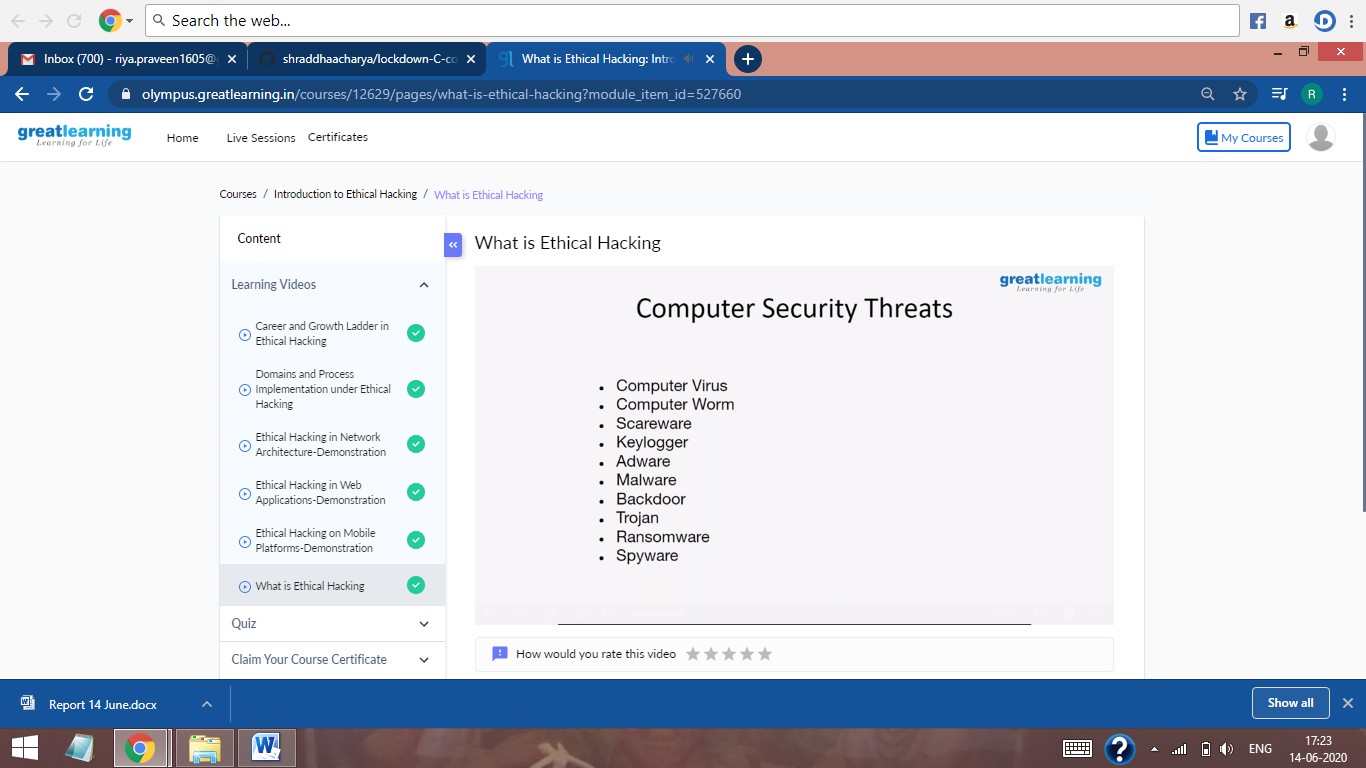 Search the web...
Inbox (700) - riya.praveen1605@
shraddhaacharya/lockdown-C-co
What is Ethical Hacking: Intro
olympus.greatlearning.in/courses/12629/pages/what-is-ethical-hacking?module_item_id=527660
R
greatlearning
Learning for Life
Home
Live Sessions
Certificates
My Courses
Courses / Introduction to Ethical Hacking / What is Ethical Hacking
Content
Learning Videos
Career and Growth Ladder in
Ethical Hacking
Domains and Process
Implementation under Ethical
Hacking
Ethical Hacking in Network
Architecture-Demonstration
Ethical Hacking in Web
Applications-Demonstration
Ethical Hacking on Mobile
Platforms-Demonstration
What is Ethical Hacking
Quiz
Claim Your Course Certificate
What is Ethical Hacking
greatlearning
Learning for Life
Computer Security Threats
• Computer Virus
• Computer Worm
• Scareware
• Keylogger
• Adware
• Malware
• Backdoor
• Trojan
• Ransomware
• Spyware
How would you rate this video
Report 14 June.docx
Show all
ENG
17:23
14-06-2020